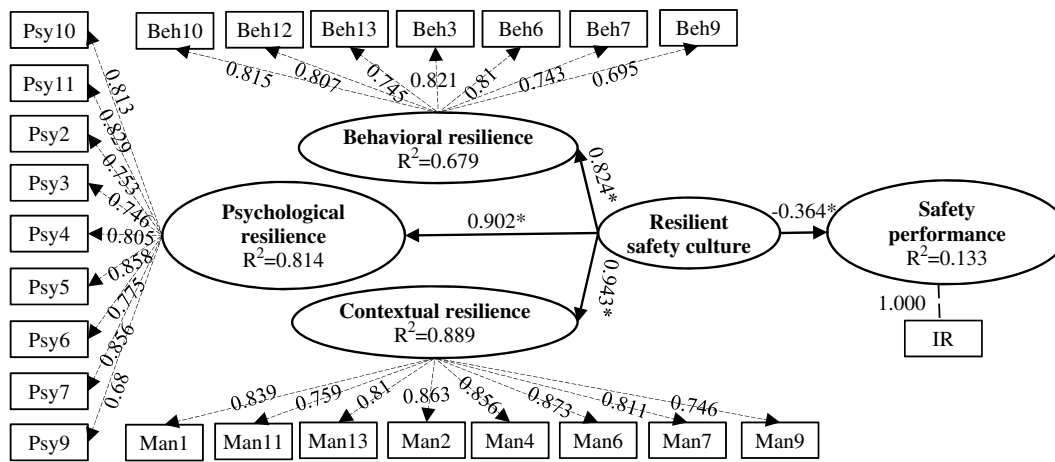 Psy10
Psy11
Psy2
Psy3
Psy4
Psy5
Psy6
Psy7
Psy9
0.813
0.829
0.753
0.746
0.805
0.858
0.775
0.856
0.68
Beh10
Beh12
Beh13
Beh3
Beh6
Beh7
Beh9
0.815
0.807
0.745
0.821
0.81
0.743
0.695
Behavioral resilience
R²=0.679
Psychological
resilience
R²=0.814
Contextual resilience
R²=0.889
0.824*
0.902*
0.943*
Resilient
safety culture
-0.364*
Safety
performance
R²=0.133
1.000
IR
0.839
0.759
0.81
0.863
0.856
0.873
0.811
0.746
Man1
Man11
Man13
Man2
Man4
Man6
Man7
Man9